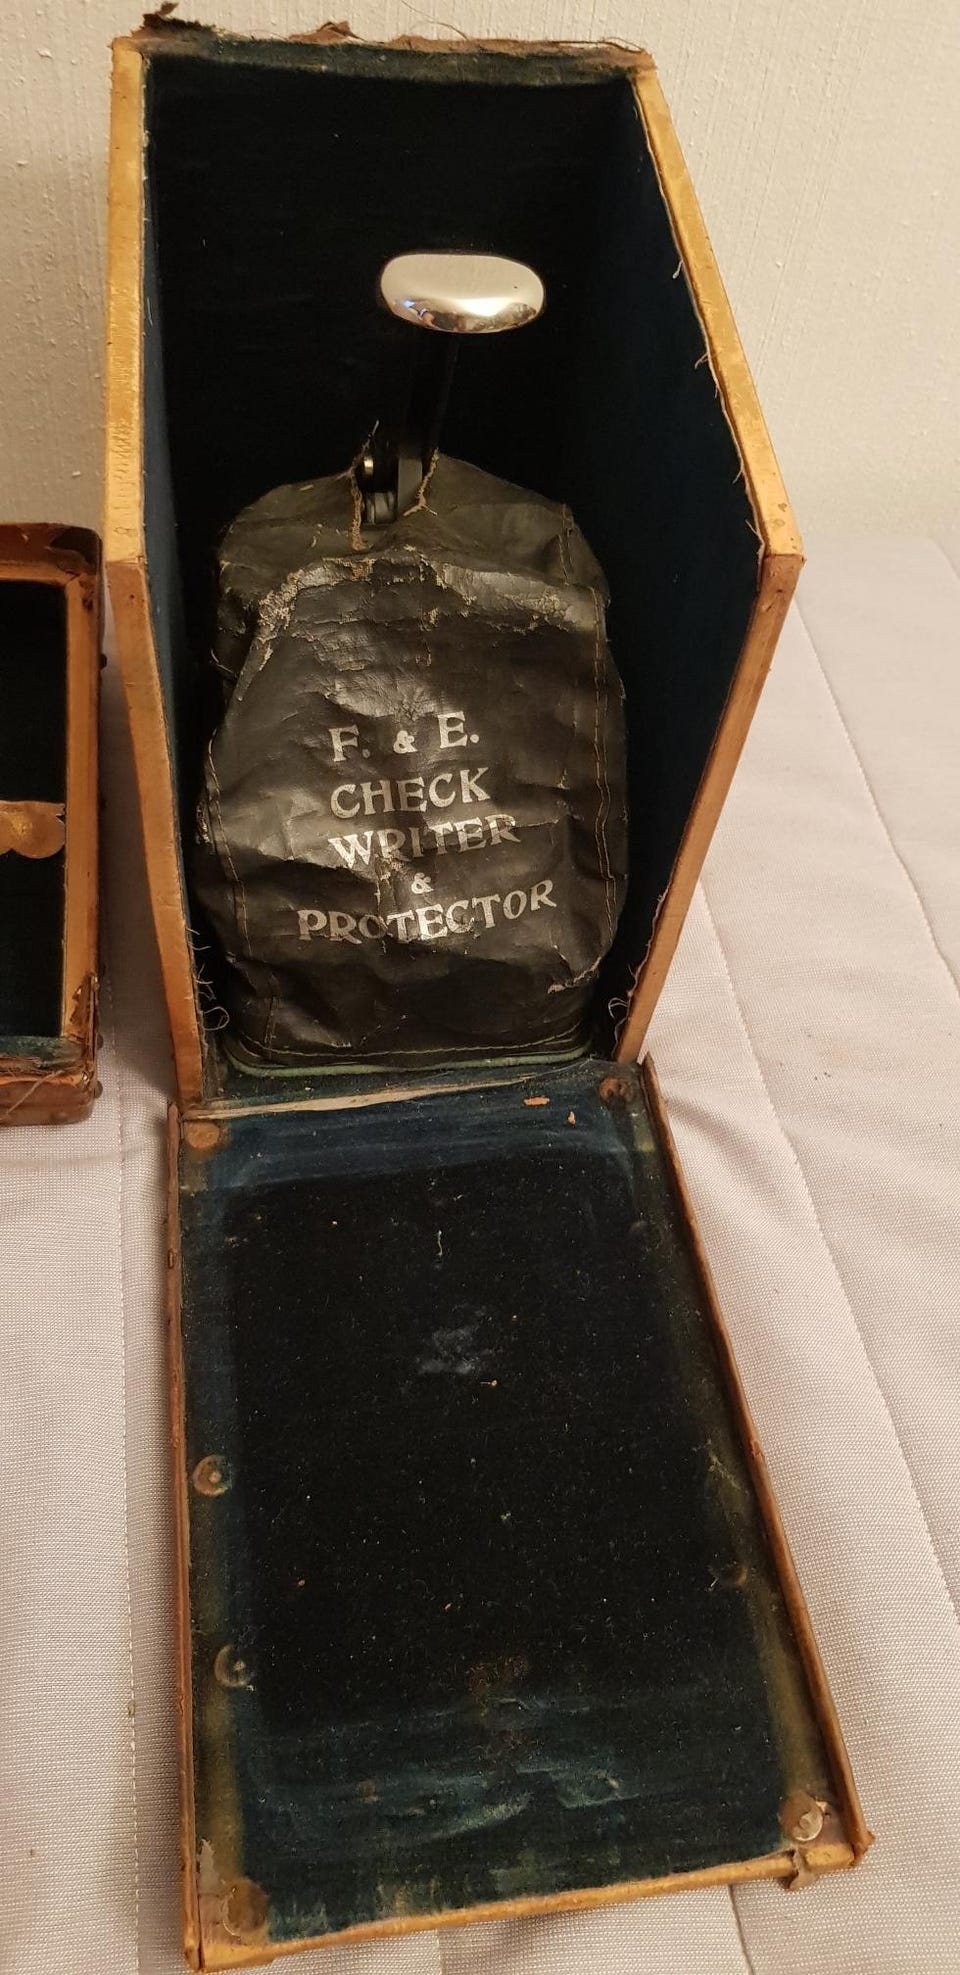 F. & E.
CHECK
WRITER
&
PROTECTOR